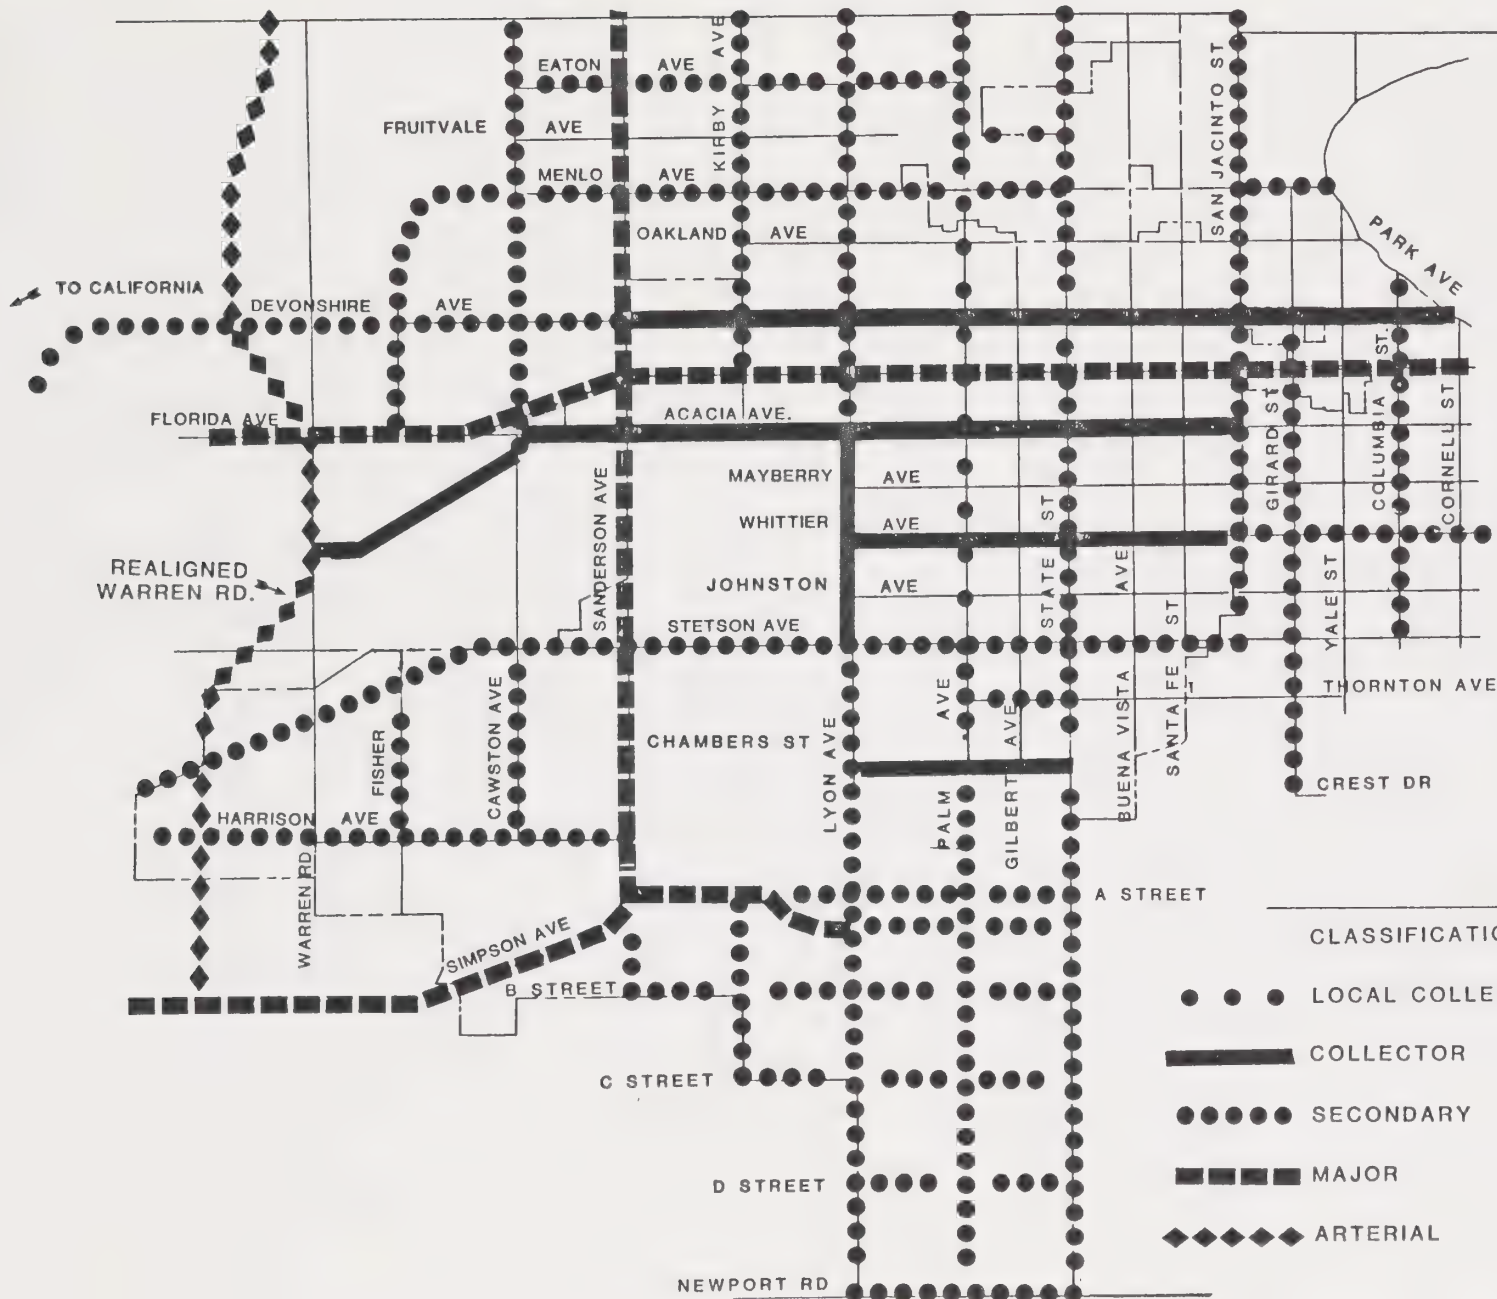 EATON AVE
KIRBY AVE
FRUITVALE AVE
MENLO AVE
SAN JACINTO ST
OAKLAND AVE
PARK AVE
TO CALIFORNIA
DEVONSHIRE AVE
FLORIDA AVE
ACACIA AVE.
GIRARD ST
COLUMBIA ST.
CORNELL ST
MAYBERRY AVE
SANDERSON AVE
STATE ST
WHITTIER AVE
REALIGNED
WARREN RD.
JOHNSTON AVE
YALE ST
STETSON AVE
BUENA VISTA AVE
SANTA FE ST
THORNTON AVE
FISHER
CAWSTON AVE
CHAMBERS ST
LYON AVE
PALM AVE
GILBERT AVE
CREST DR
HARRISON AVE
WARREN RD
A STREET
SIMPSON AVE
B STREET
C STREET
D STREET
NEWPORT RD
CLASSIFICATIO
LOCAL COLLE
COLLECTOR
SECONDARY
MAJOR
ARTERIAL